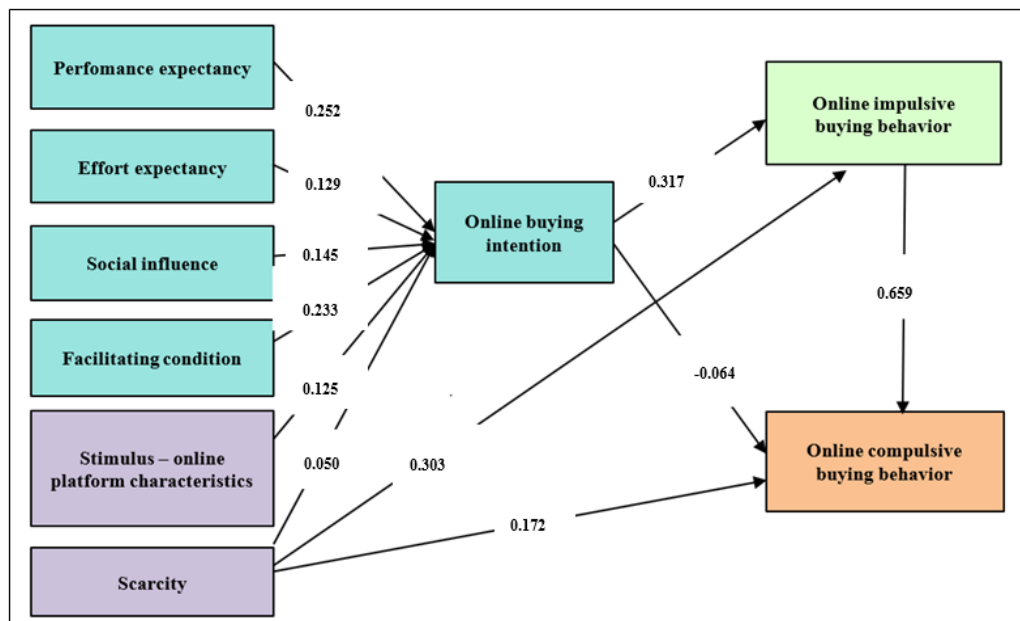 Perfomance expectancy
0.252
Effort expectancy
0.129
Social influence
0.145
Facilitating condition
0.233
Stimulus – online
platform characteristics
0.125
Scarcity
0.050
Online buying
intention
0.317
0.303
-0.064
0.172
Online impulsive
buying behavior
0.659
Online compulsive
buying behavior